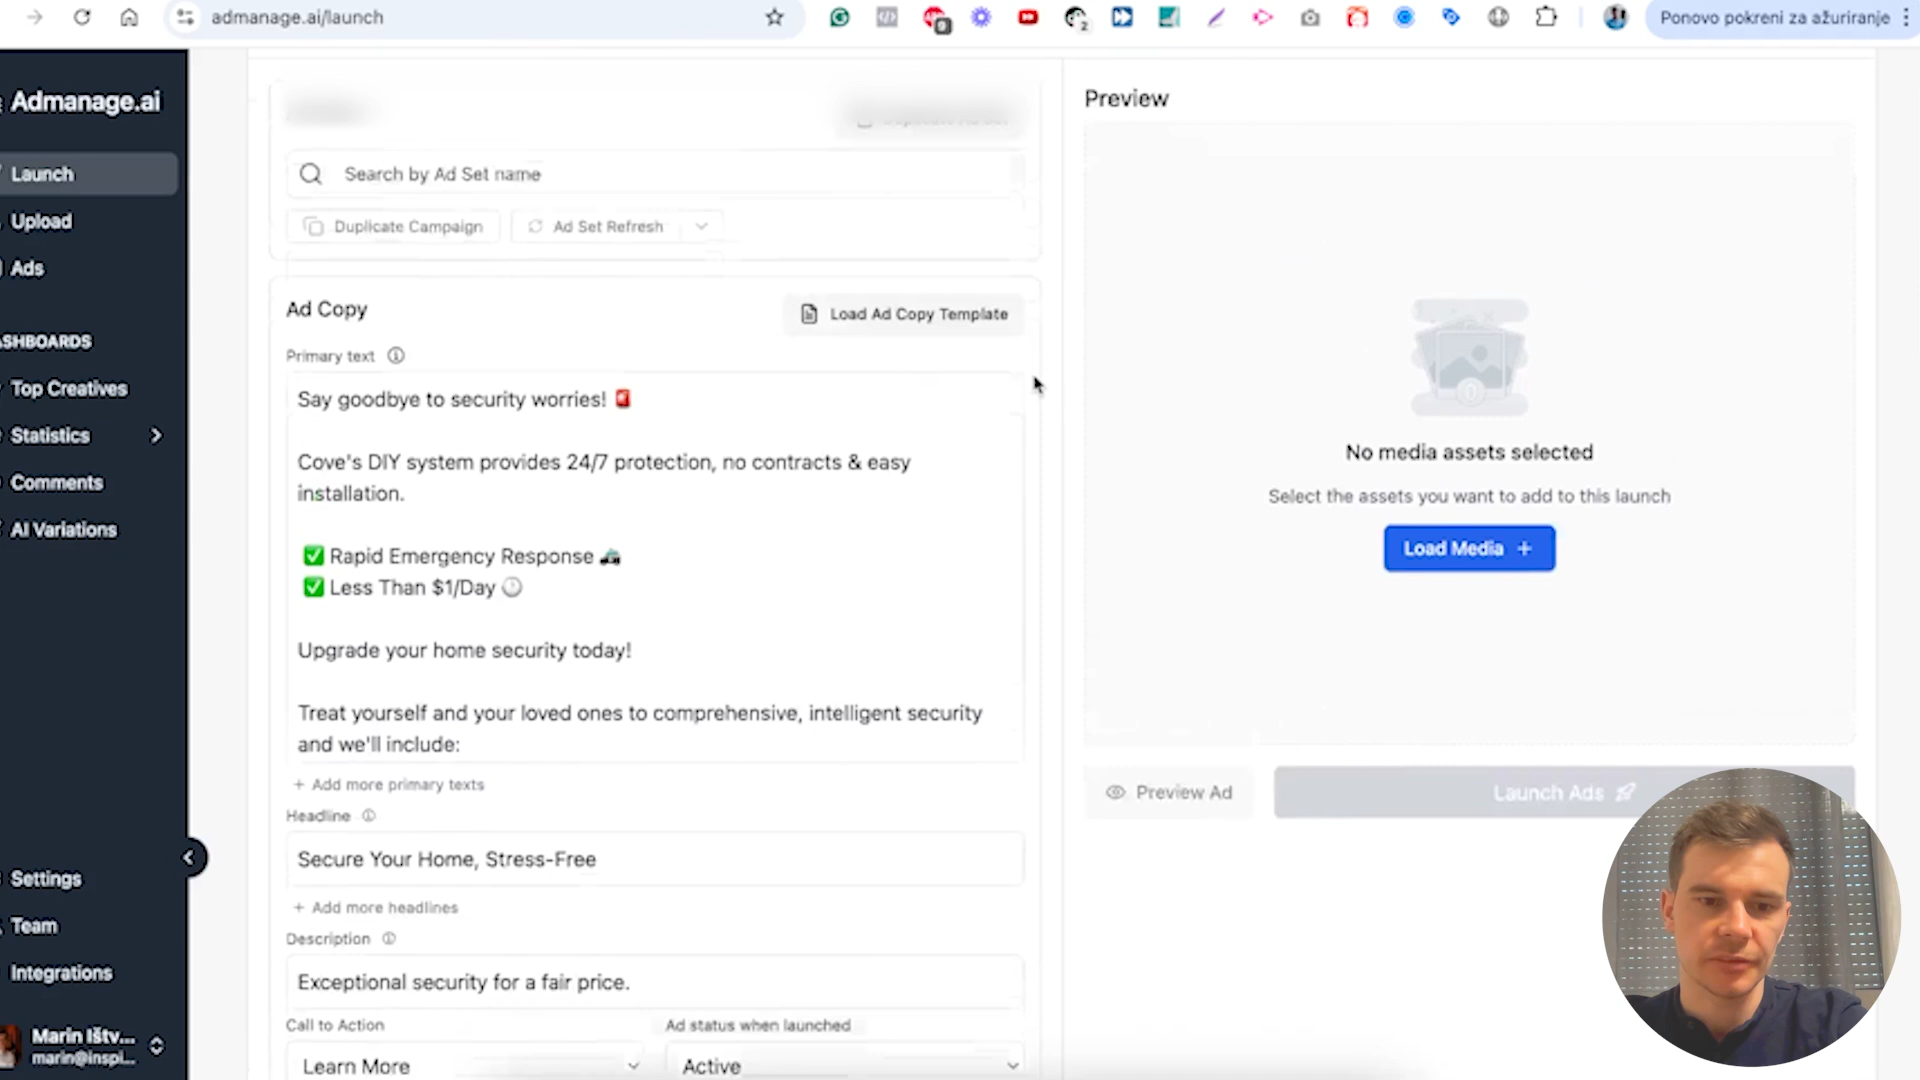 admanage.ai/launch
9
2
Ponovo pokreni za ažuriranje
Admanage.ai
Launch
Upload
Ads
ASHBOARDS
Top Creatives
Statistics
Comments
AI Variations
Settings
Team
Integrations
Marin Ištv...
marin@inspi...
Search by Ad Set name
Duplicate Campaign
Ad Set Refresh
Ad Copy
Load Ad Copy Template
Primary text
Say goodbye to security worries! 🚨
Cove's DIY system provides 24/7 protection, no contracts & easy
installation.
✅ Rapid Emergency Response 🚓
✅ Less Than $1/Day 🕛
Upgrade your home security today!
Treat yourself and your loved ones to comprehensive, intelligent security
and we'll include:
+ Add more primary texts
Headline
Secure Your Home, Stress-Free
+ Add more headlines
Description
Exceptional security for a fair price.
Call to Action
Ad status when launched
Learn More
Active
Preview
No media assets selected
Select the assets you want to add to this launch
Load Media +
Preview Ad
Launch Ads